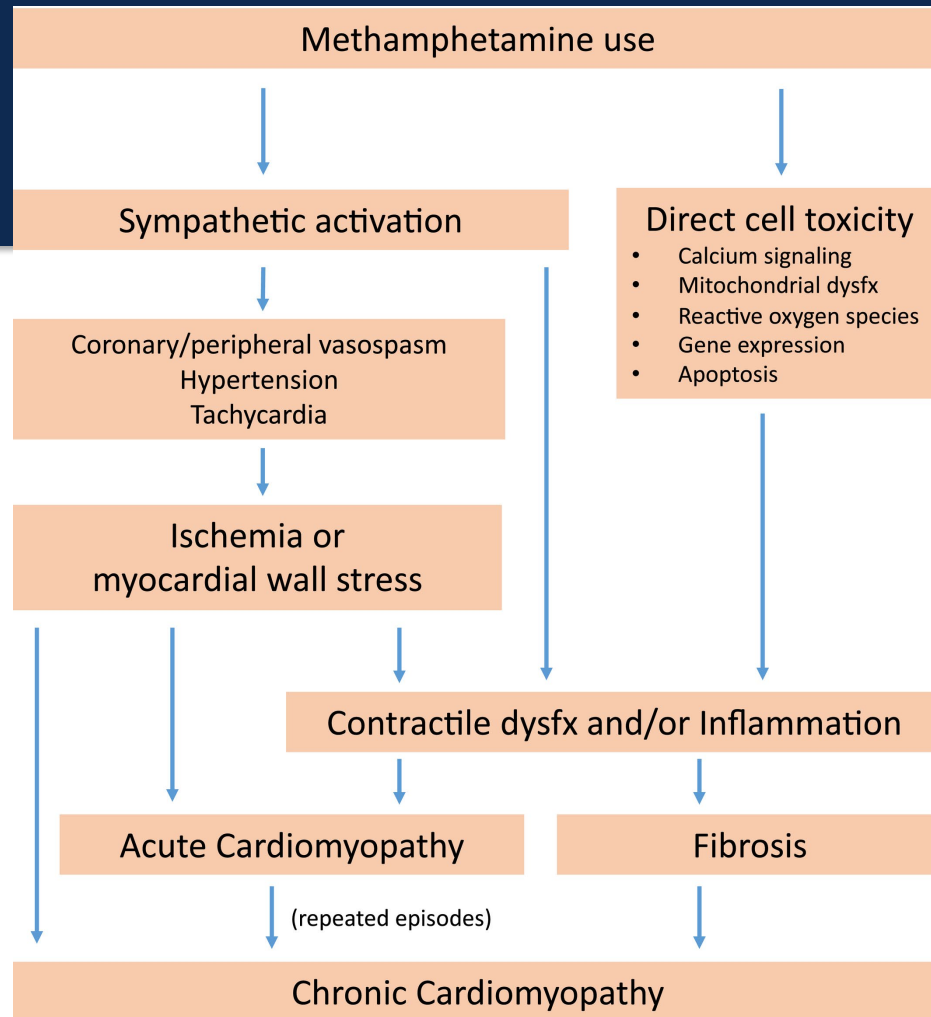 Methamphetamine use
Sympathetic activation
Direct cell toxicity
• Calcium signaling
• Mitochondrial dysfx
• Reactive oxygen species
• Gene expression
• Apoptosis
Coronary/peripheral vasospasm
Hypertension
Tachycardia
Ischemia or
myocardial wall stress
Contractile dysfx and/or Inflammation
Acute Cardiomyopathy
Fibrosis
(repeated episodes)
Chronic Cardiomyopathy